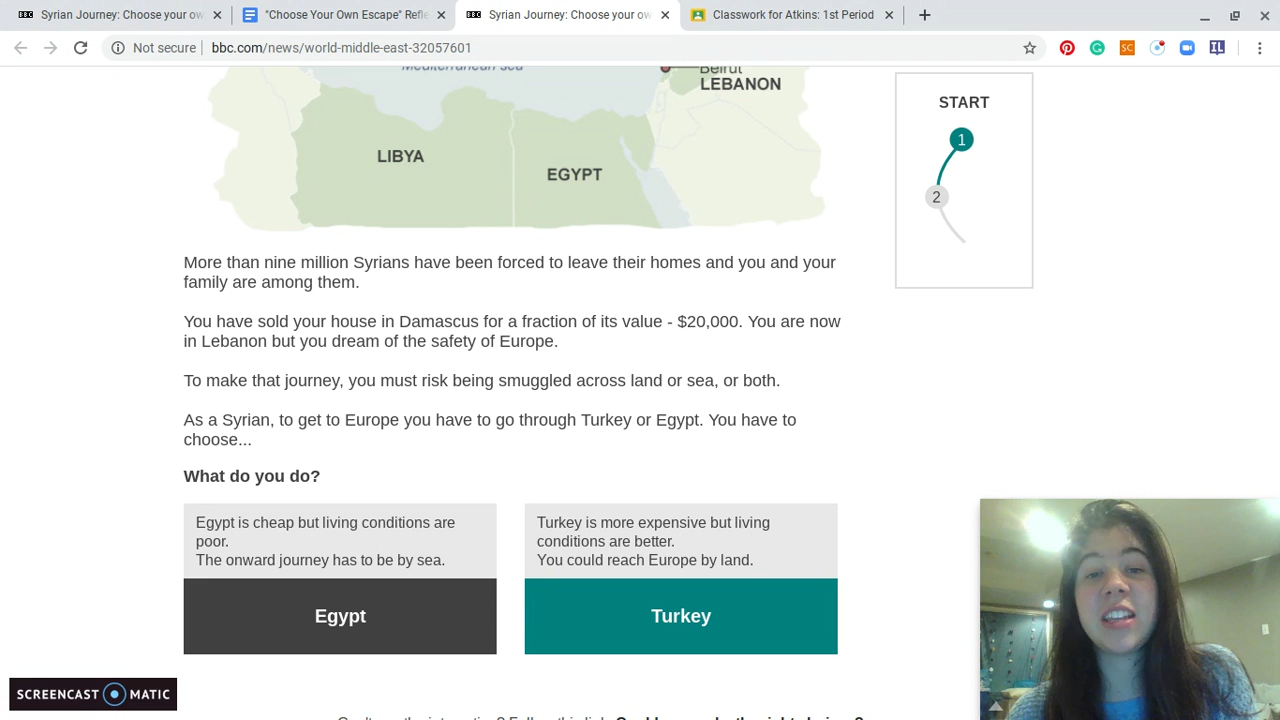 Syrian Journey: Choose your ow
"Choose Your Own Escape" Refle
Syrian Journey: Choose your ow
Classwork for Atkins: 1st Period
Not secure
bbc.com/news/world-middle-east-32057601
SC
IL
Mediterranean sea
Beirut
LEBANON
LIBYA
EGYPT
START
1
2
More than nine million Syrians have been forced to leave their homes and you and your
family are among them.
You have sold your house in Damascus for a fraction of its value - $20,000. You are now
in Lebanon but you dream of the safety of Europe.
To make that journey, you must risk being smuggled across land or sea, or both.
As a Syrian, to get to Europe you have to go through Turkey or Egypt. You have to
choose...
What do you do?
Egypt is cheap but living conditions are
poor.
The onward journey has to be by sea.
Egypt
Turkey is more expensive but living
conditions are better.
You could reach Europe by land.
Turkey
SCREENCAST MATIC